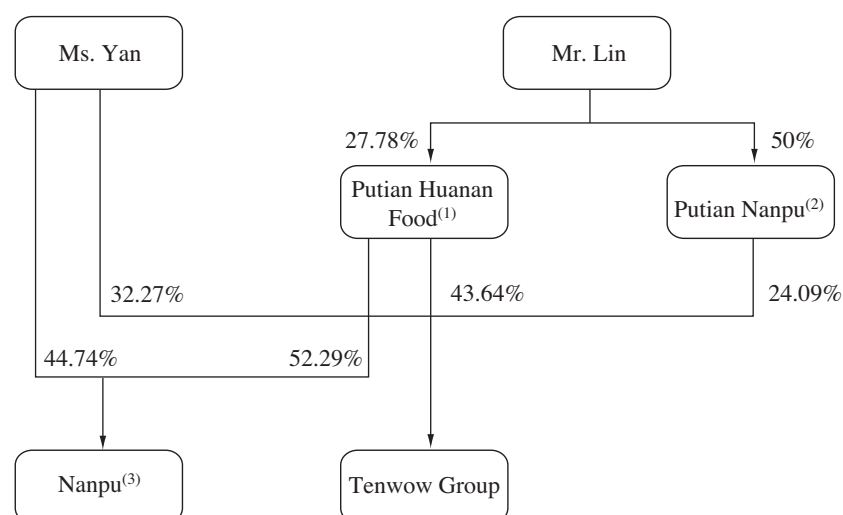 Ms. Yan
Mr. Lin
27.78%
50%
Putian Huanan
Food(1)
Putian Nanpu(2)
32.27%
43.64%
24.09%
44.74%
52.29%
Nanpu(3)
Tenwow Group